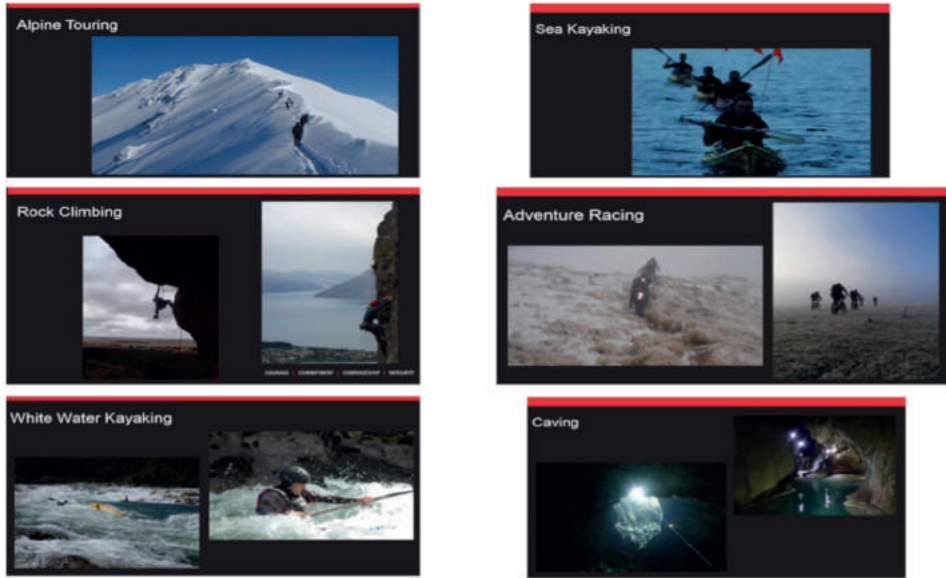 Alpine Touring
Sea Kayaking
Rock Climbing
COURAGE | COMMITMENT | COMRADESHIP | INTEGRITY
Adventure Racing
White Water Kayaking
Caving